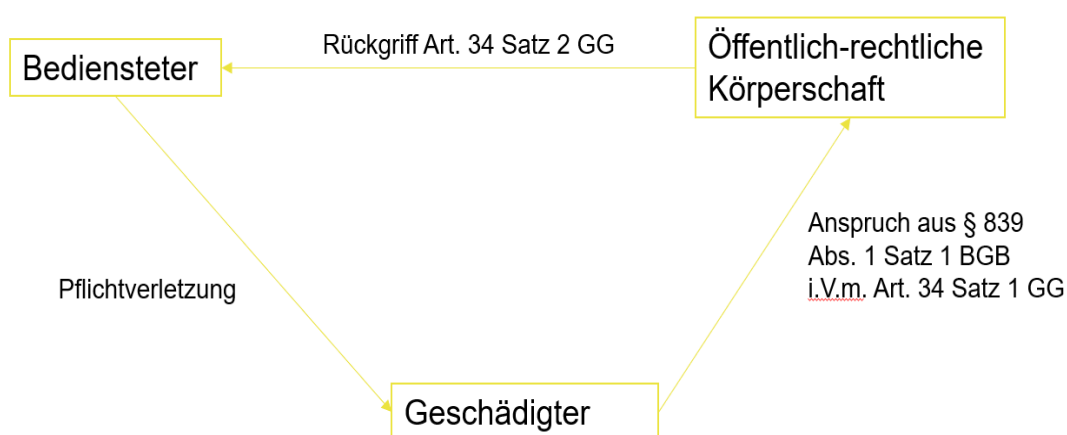 Rückgriff Art. 34 Satz 2 GG
Bediensteter
Öffentlich-rechtliche
Körperschaft
Anspruch aus § 839
Abs. 1 Satz 1 BGB
i.V.m. Art. 34 Satz 1 GG
Pflichtverletzung
Geschädigter